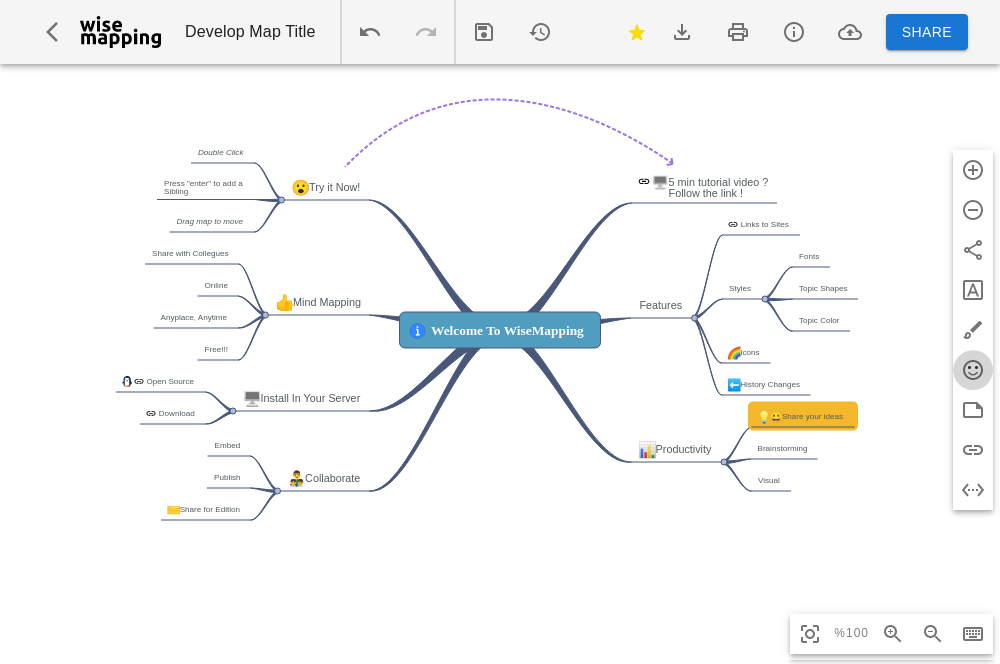 wise
mapping
Develop Map Title
SHARE
Double Click
Press "enter" to add a
Sibling
Drag map to move
Try it Now!
Share with Collegues
Online
Anyplace, Anytime
Free!!!
Mind Mapping
Open Source
Download
Install In Your Server
Embed
Publish
Share for Edition
Collaborate
Welcome To WiseMapping
5 min tutorial video ?
Follow the link !
Links to Sites
Fonts
Styles
Topic Shapes
Topic Color
Features
Icons
History Changes
Share your ideas
Productivity
Brainstorming
Visual
%100